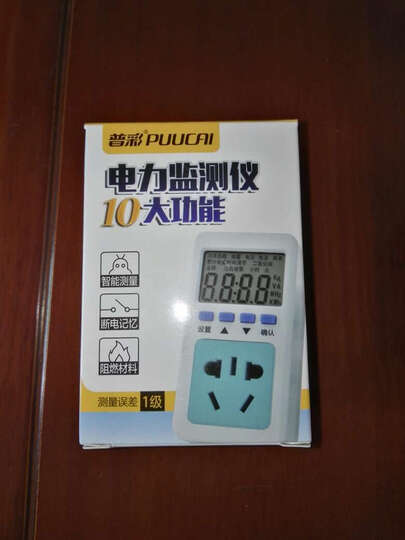 普彩®PUUCAI
电力监测仪
10大功能
智能测量
断电记忆
阻燃材料
8:8:8:8
设置 ▲ ▼ 确认
测量误差 1级